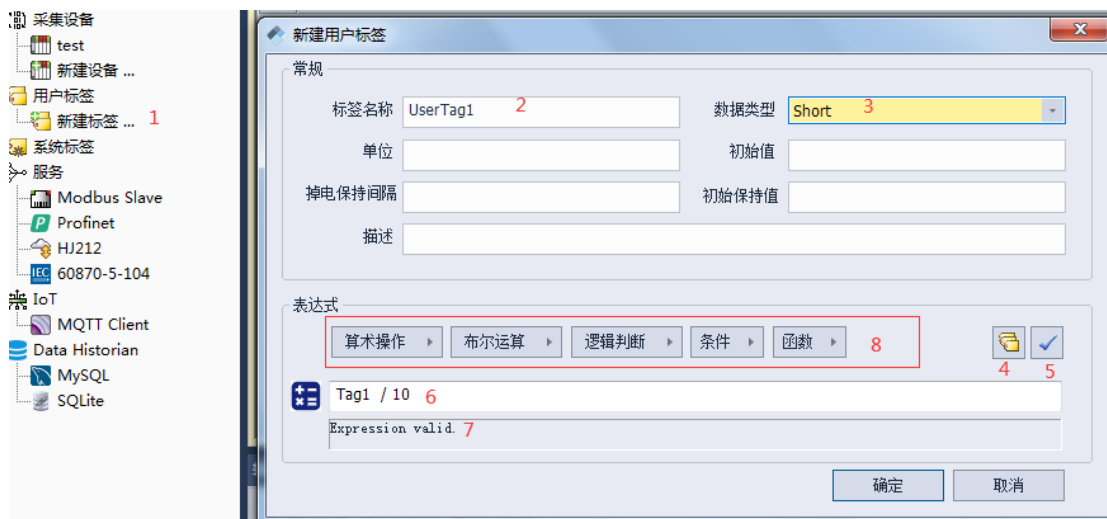 采集设备
test
新建设备 ...
用户标签
新建标签 ... 1
系统标签
服务
Modbus Slave
P Profinet
HJ212
IEC 60870-5-104
IoT
MQTT Client
Data Historian
MySQL
SQLite
新建用户标签
常规
标签名称 UserTag1 2 数据类型 Short 3
单位 初始值
掉电保持间隔 初始保持值
描述
表达式
算术操作 布尔运算 逻辑判断 条件 函数 8
4 5
Tag1 / 10 6
Expression valid. 7
确定 取消